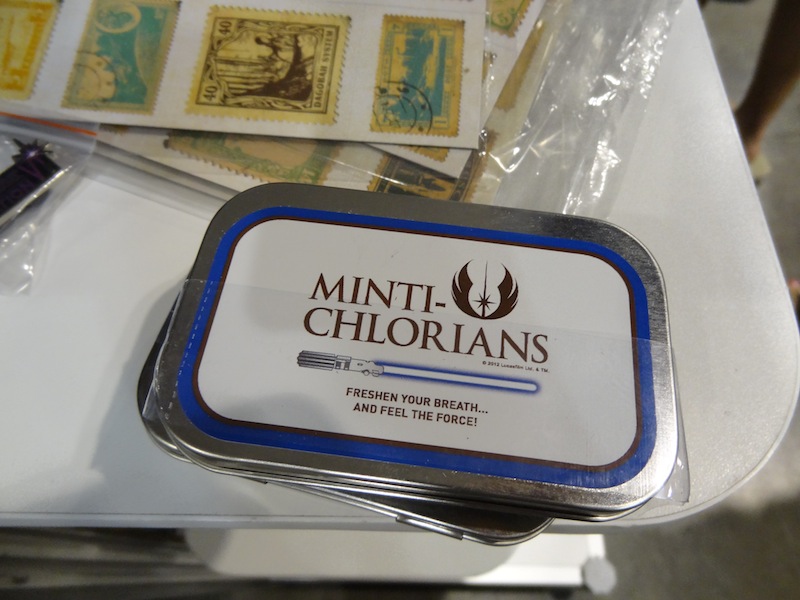 40
40
DAGOBAH SYSTEM
MINTI-
CHLORIANS
© 2012 Lucasfilm Ltd. & TM.
FRESHEN YOUR BREATH...
AND FEEL THE FORCE!